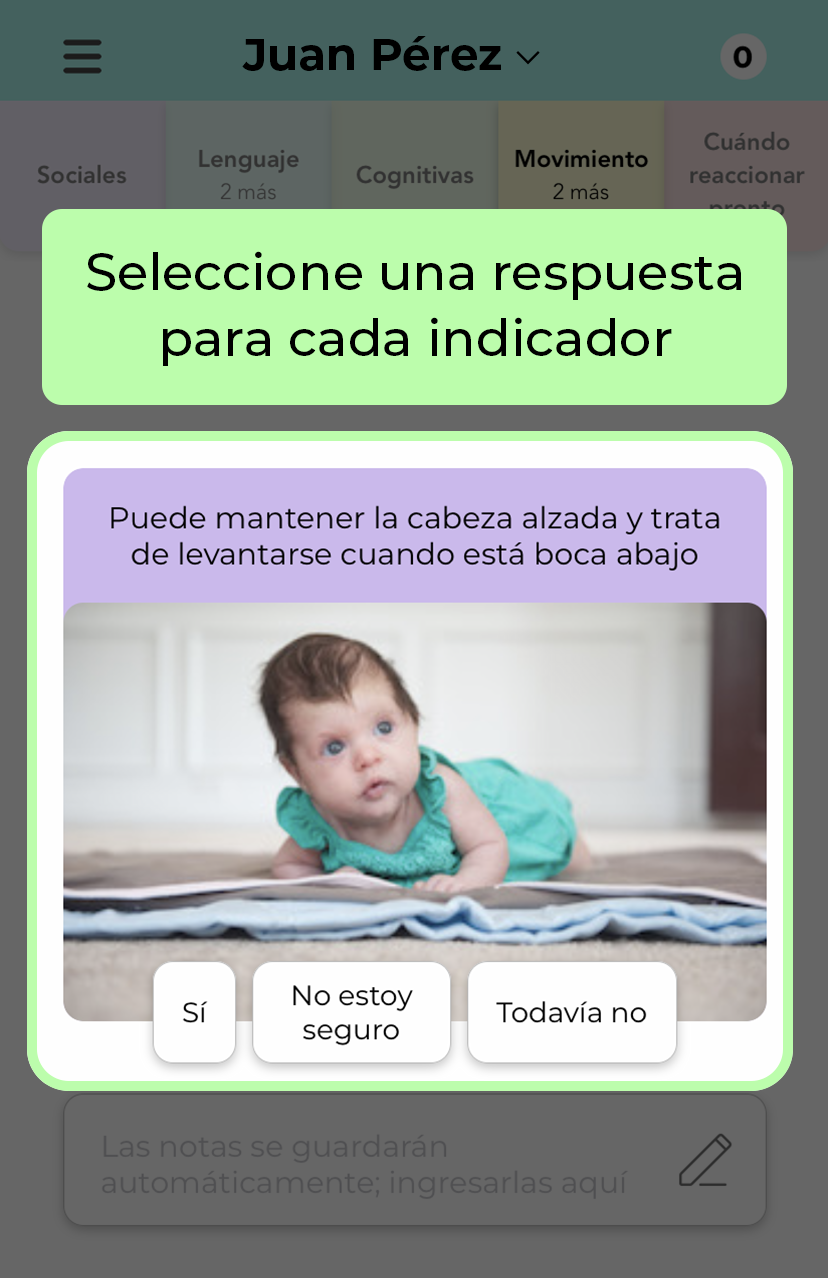 Juan Pérez
0
Sociales
Lenguaje
2 más
Cognitivas
Movimiento
2 más
Cuándo
reaccionar
pronto
Seleccione una respuesta
para cada indicador
Puede mantener la cabeza alzada y trata
de levantarse cuando está boca abajo
Sí
No estoy
seguro
Todavía no
Las notas se guardarán
automáticamente; ingresarlas aquí